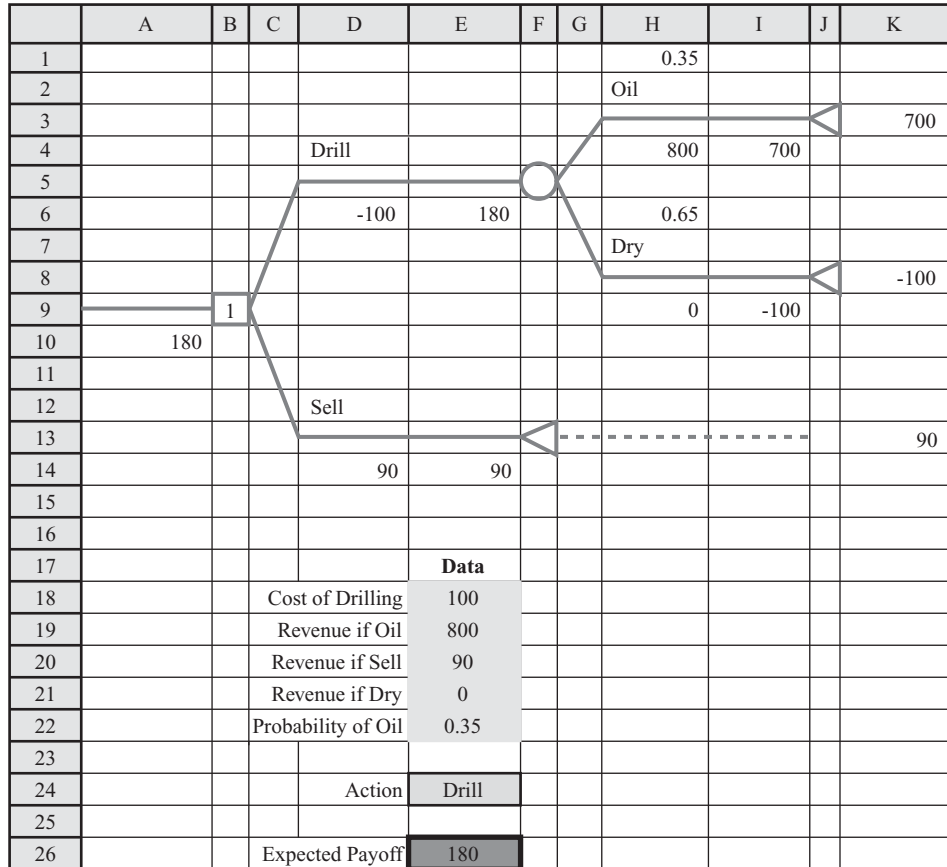 A B C D E F G H I J K
1 0.35
2 Oil
3 700
4 Drill 800 700
5
6 -100 180 0.65
7 Dry
8 -100
9 1 0 -100
10 180
11
12 Sell
13 90
14 90 90
15
16
17 Data
18 Cost of Drilling 100
19 Revenue if Oil 800
20 Revenue if Sell 90
21 Revenue if Dry 0
22 Probability of Oil 0.35
23
24 Action Drill
25
26 Expected Payoff 180